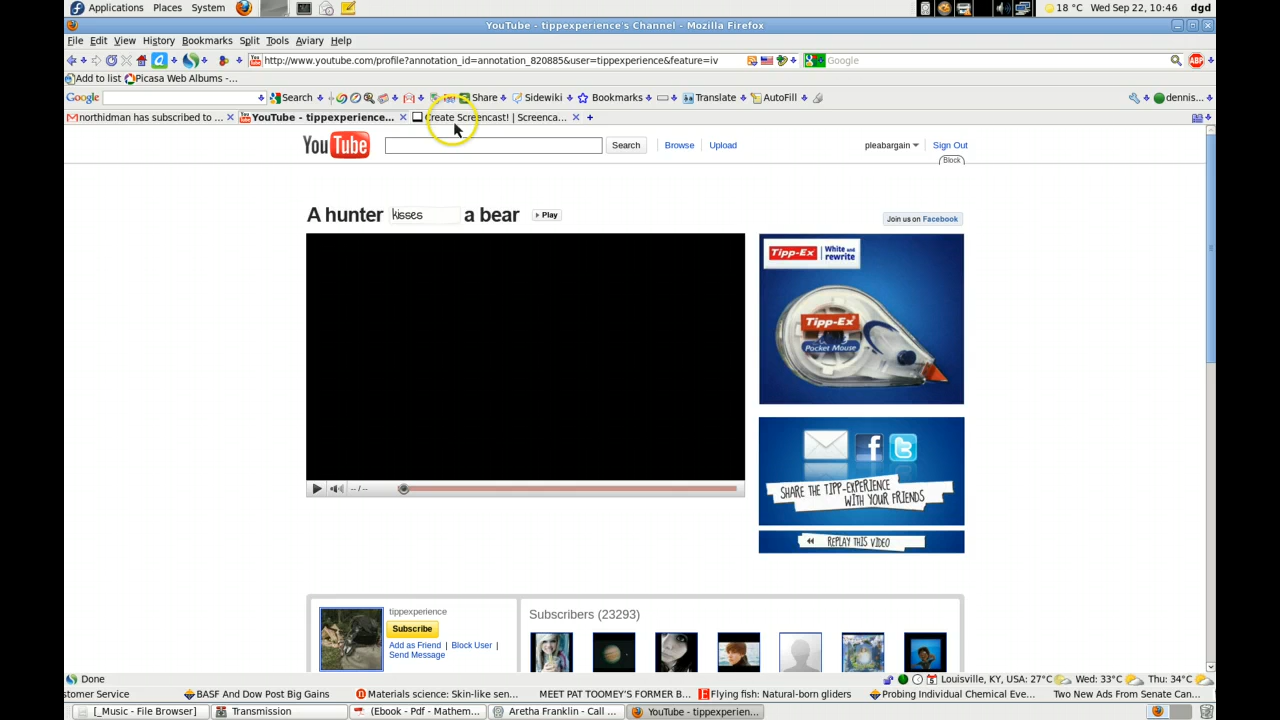 Applications Places System 18 °C Wed Sep 22, 10:46 dgd
YouTube - tippexperience's Channel - Mozilla Firefox
File Edit View History Bookmarks Split Tools Aviary Help
http://www.youtube.com/profile?annotation_id=annotation_820885&user=tippexperience&feature=iv Google ABP
Add to list Picasa Web Albums -...
Google Search Share Sidewiki Bookmarks Translate AutoFill dennis...
northidman has subscribed to ... YouTube - tippexperience... Create Screencast! | Screenca...
YouTube Search Browse Upload pleabargain Sign Out
Block
A hunter kisses a bear Play
Join us on Facebook
Tipp-Ex White and rewrite
Tipp-Ex
Pocket Mouse
SHARE THE TIPP-EXPERIENCE
WITH YOUR FRIENDS
-- / --
REPLAY THIS VIDEO
tippexperience
Subscribe
Add as Friend | Block User |
Send Message
Subscribers (23293)
Done Louisville, KY, USA: 27°C Wed: 33°C Thu: 34°C
stomer Service BASF And Dow Post Big Gains Materials science: Skin-like sen... MEET PAT TOOMEY'S FORMER B... Flying fish: Natural-born gliders Probing Individual Chemical Eve... Two New Ads From Senate Can...
[_Music - File Browser] Transmission (Ebook - Pdf - Mathem... Aretha Franklin - Call ... YouTube - tippexperien...